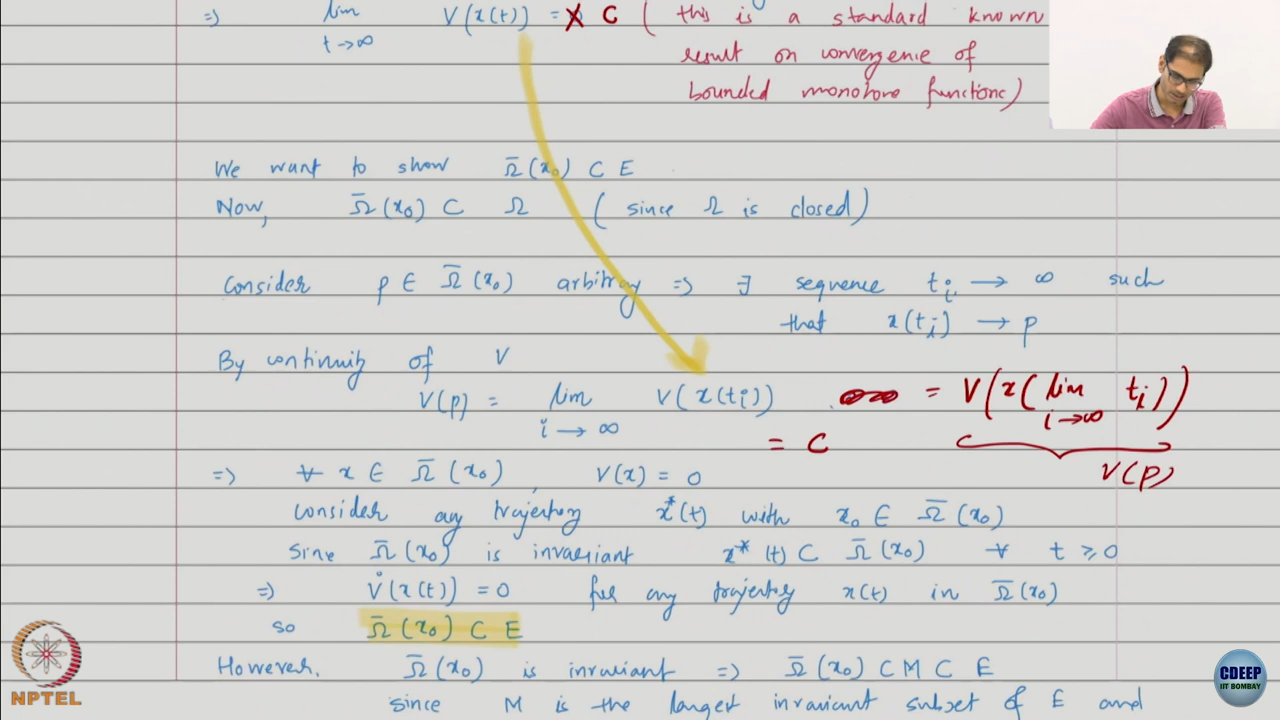 ⇒ lim V(x(t)) = C ( this is a standard known
t→∞ result on convergence of
bounded monotone functions)
We want to show Ω̄(x₀) ⊂ E
Now, Ω̄(x₀) ⊂ Ω ( since Ω is closed)
Consider p ∈ Ω̄(x₀) arbitray ⇒ ∃ sequence tᵢ → ∞ such
that x(tᵢ) → p
By continuity of V
V(p) = lim V(x(tᵢ)) = V(x(lim tᵢ))
i→∞ = C i→∞
V(p)
⇒ ∀ x ∈ Ω̄(x₀) V(x) = 0
consider any trajectory x*(t) with x₀ ∈ Ω̄(x₀)
Sine Ω̄(x₀) is invariant x*(t) ⊂ Ω̄(x₀) ∀ t ≥ 0
⇒ V̇(x(t)) = 0 for any trajectory x(t) in Ω̄(x₀)
so Ω̄(x₀) ⊂ E
However, Ω̄(x₀) is invariant ⇒ Ω̄(x₀) ⊂ M ⊂ E
since M is the largest invariant subset of E and
NPTEL
CDEEP
IIT BOMBAY